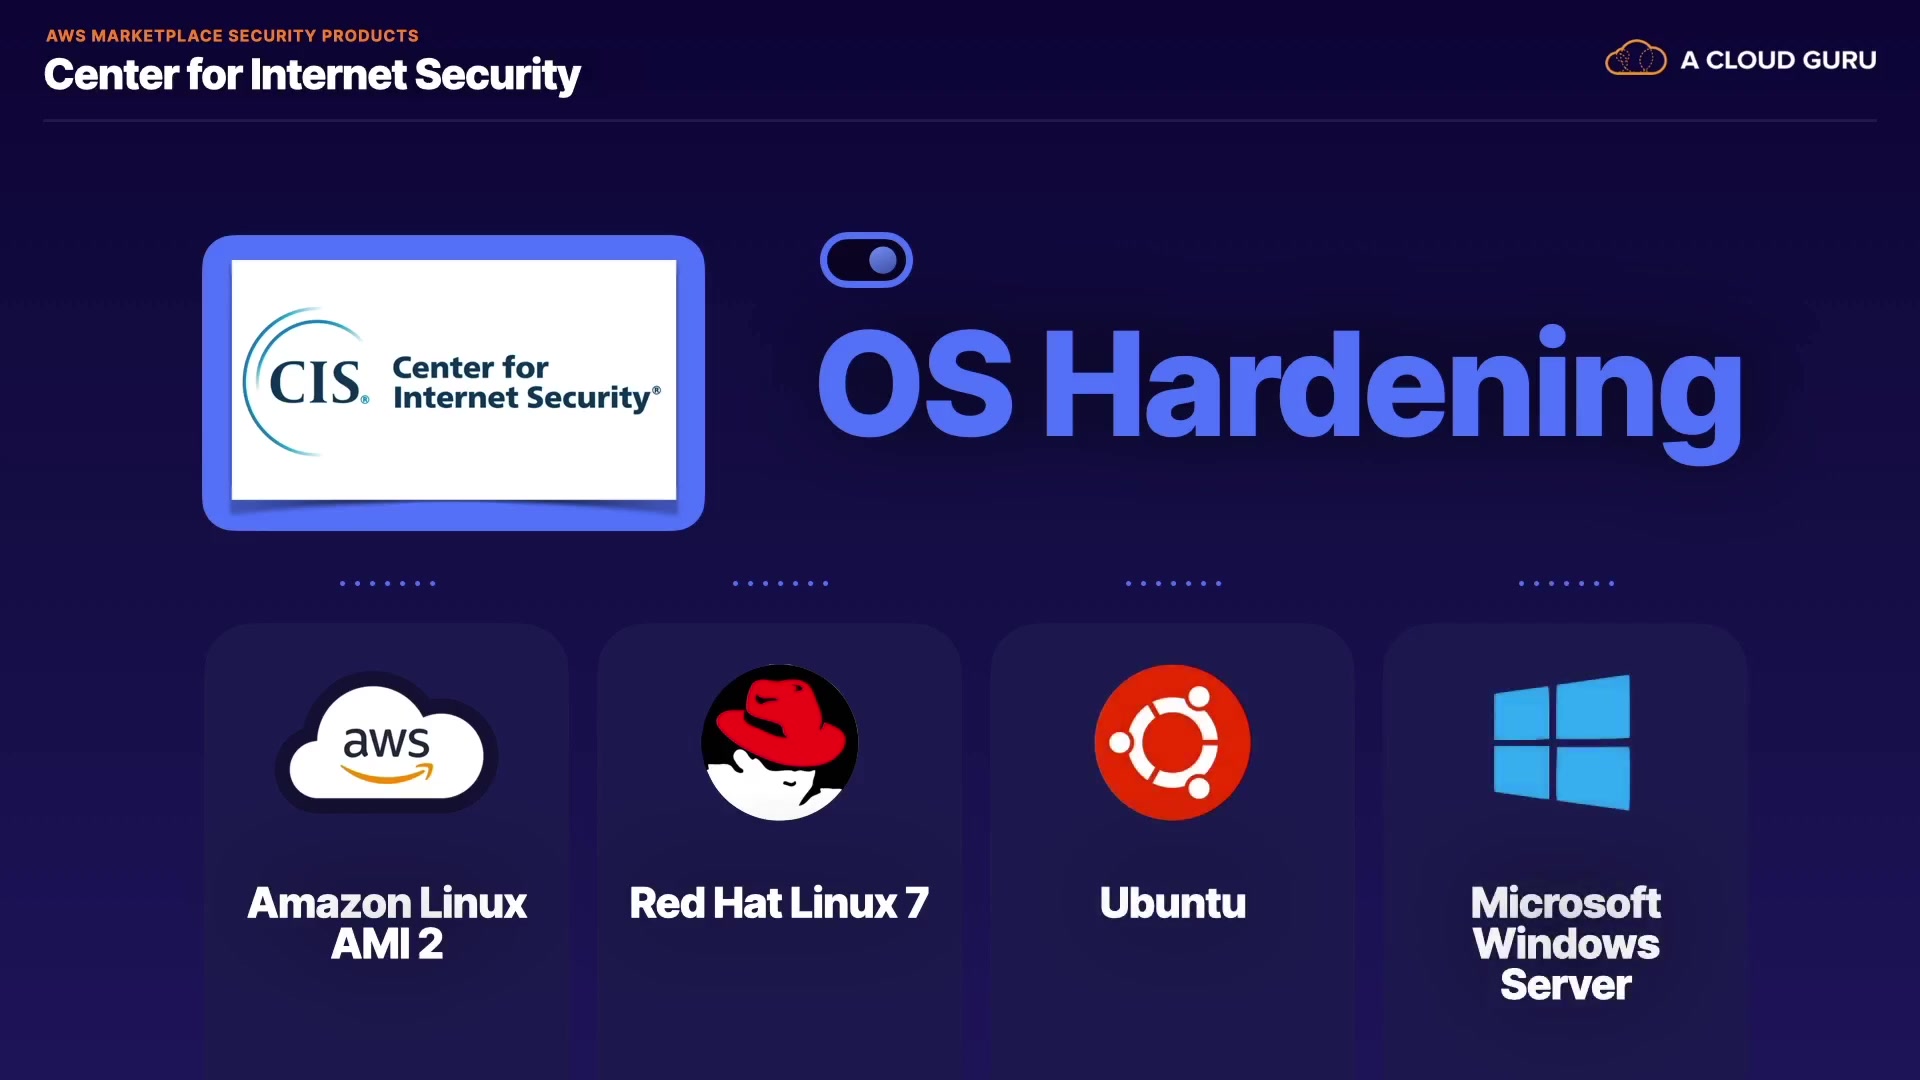 AWS MARKETPLACE SECURITY PRODUCTS
Center for Internet Security
A CLOUD GURU
CIS®
Center for
Internet Security®
OS Hardening
aws
Amazon Linux
AMI 2
Red Hat Linux 7
Ubuntu
Microsoft
Windows
Server